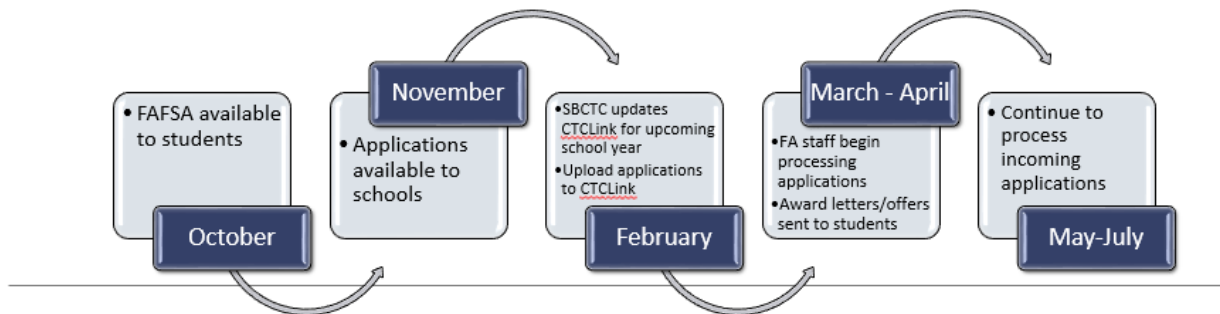 • FAFSA available
to students
October
November
• Applications
available to
schools
•SBCTC updates
CTCLink for upcoming
school year
•Upload applications
to CTCLink
February
March - April
•FA staff begin
processing
applications
•Award letters/offers
sent to students
• Continue to
process
incoming
applications
May-July